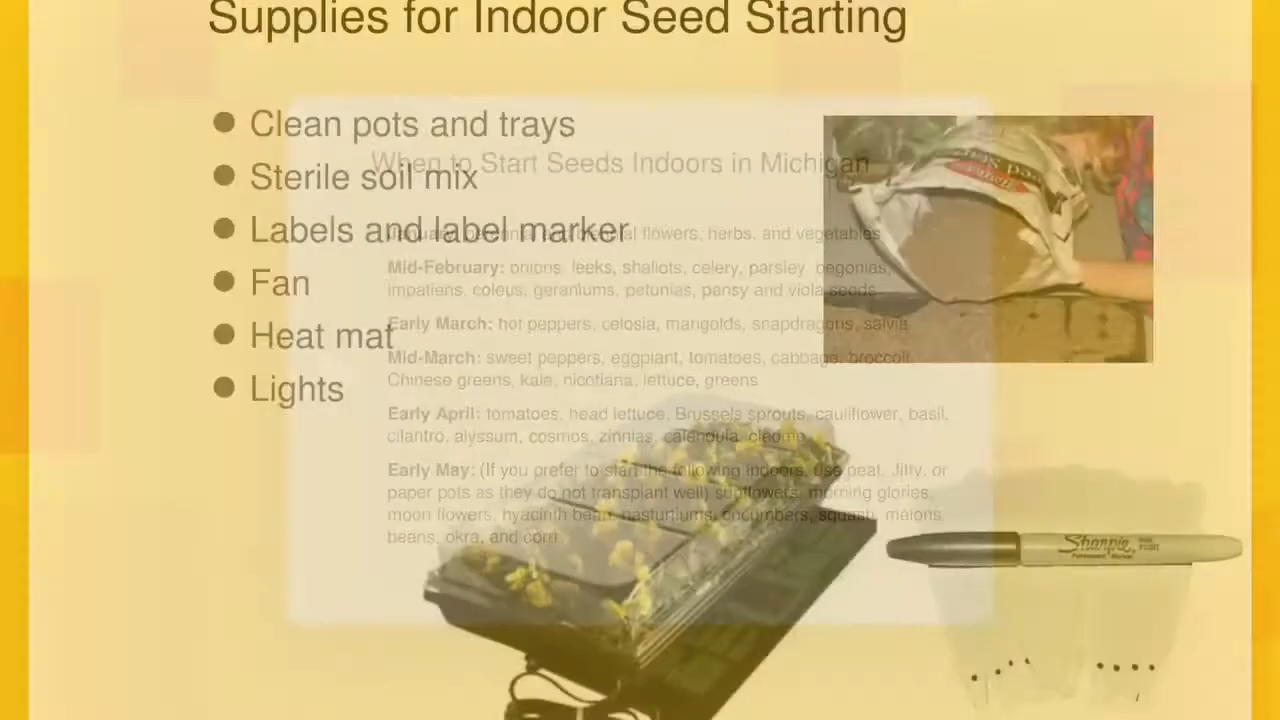 Supplies for Indoor Seed Starting
Clean pots and trays
Sterile soil mix
Labels and label marker
Fan
Heat mat
Lights
When to Start Seeds Indoors in Michigan
flowers, herbs, and vegetables
Mid-February: onions, leeks, shallots, celery, parsley, begonias,
impatiens, coleus, geraniums, petunias, pansy and viola seeds
Early March: hot peppers, celosia, marigolds, snapdragons, salvia
Mid-March: sweet peppers, eggplant, tomatoes, cabbage, broccoli,
Chinese greens, kale, nicotiana, lettuce, greens
Early April: tomatoes, head lettuce, Brussels sprouts, cauliflower, basil,
cilantro, alyssum, cosmos, zinnias, calendula, cleome
Early May: (If you prefer to start the following indoors, use peat, Jiffy, or
paper pots as they do not transplant well) sunflowers, morning glories,
moon flowers, hyacinth bean, nasturtiums, cucumbers, squash, melons,
beans, okra, and corn
Sharpie